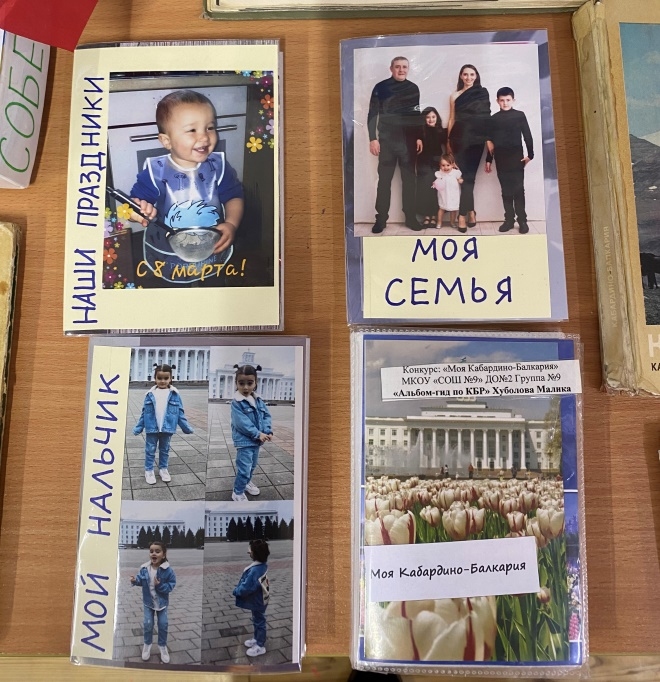 СОБЕ
НАШИ ПРАЗДНИКИ
С 8 марта!
МОЯ
СЕМЬЯ
МОЙ НАЛЬЧИК
Конкурс: «Моя Кабардино-Балкария»
МКОУ «СОШ №9» ДО№2 Группа №9
«Альбом-гид по КБР» Хуболова Малика
Моя Кабардино-Балкария